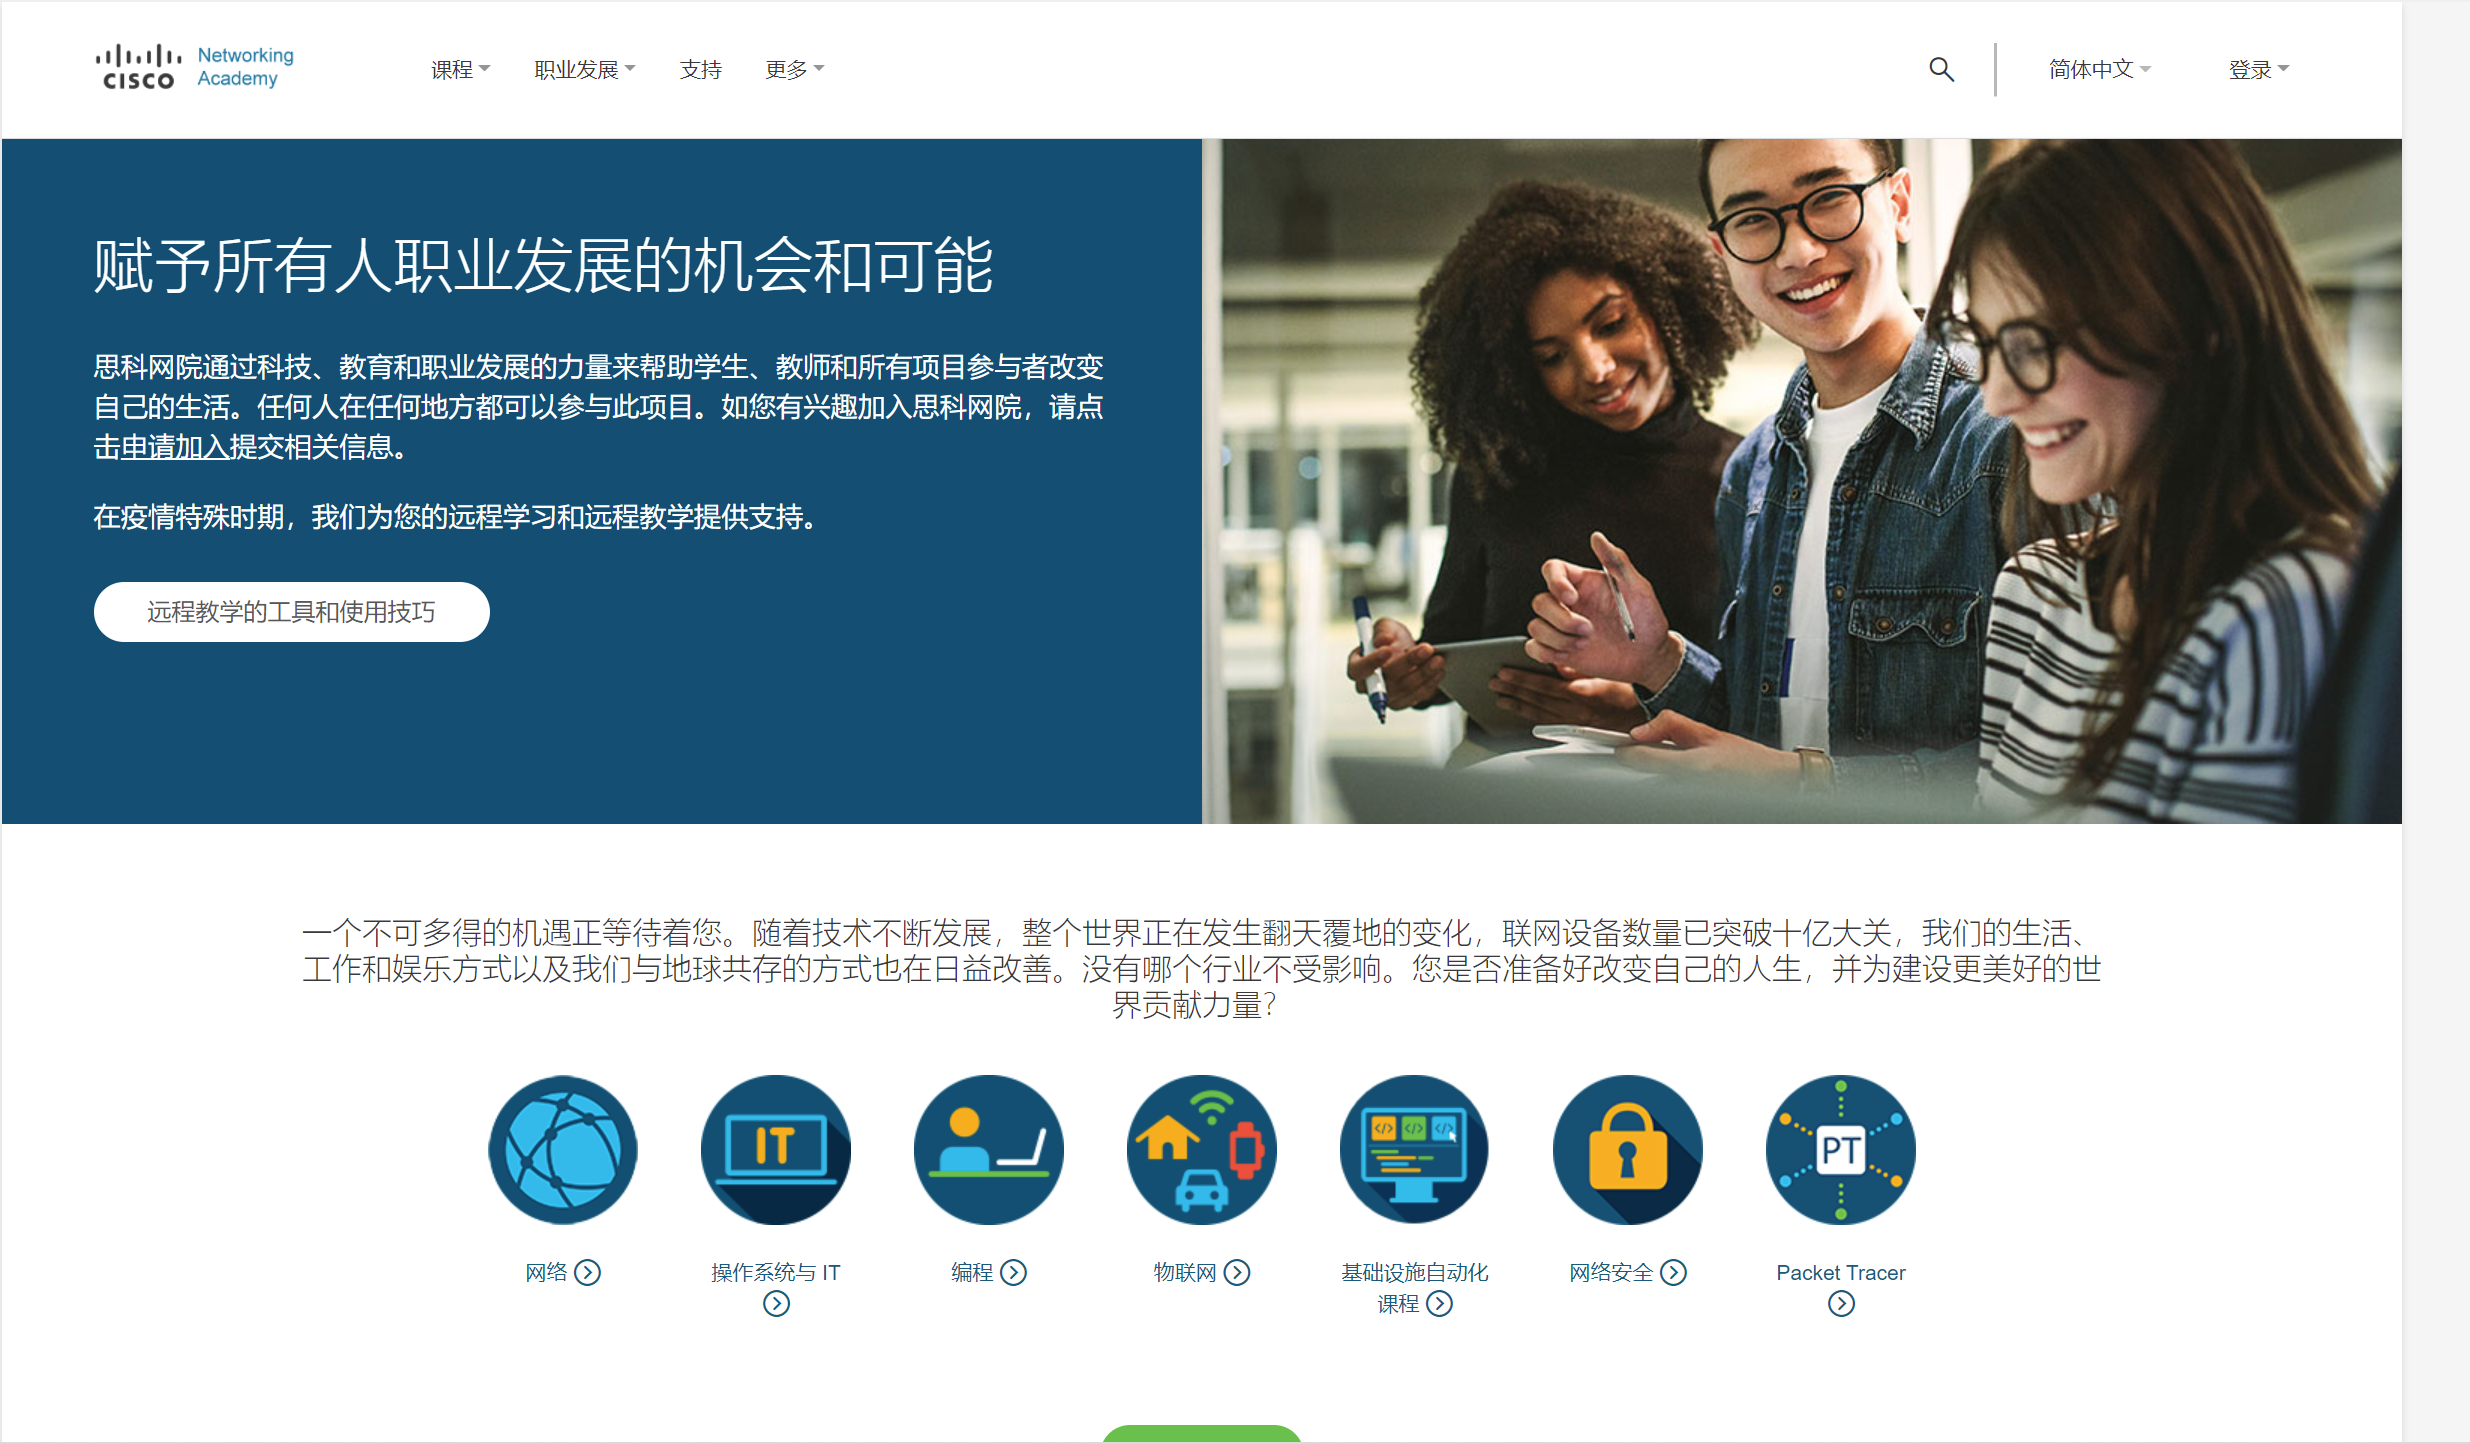 CISCO
Networking
Academy
课程
职业发展
支持
更多
简体中文
登录
赋予所有人职业发展的机会和可能
思科网院通过科技、教育和职业发展的力量来帮助学生、教师和所有项目参与者改变
自己的生活。任何人在任何地方都可以参与此项目。如您有兴趣加入思科网院，请点
击申请加入提交相关信息。
在疫情特殊时期，我们为您的远程学习和远程教学提供支持。
远程教学的工具和使用技巧
一个不可多得的机遇正等待着您。随着技术不断发展，整个世界正在发生翻天覆地的变化，联网设备数量已突破十亿大关，我们的生活、
工作和娱乐方式以及我们与地球共存的方式也在日益改善。没有哪个行业不受影响。您是否准备好改变自己的人生，并为建设更美好的世
界贡献力量？
IT
</> </> </>
PT
网络
操作系统与 IT
编程
物联网
基础设施自动化
课程
网络安全
Packet Tracer